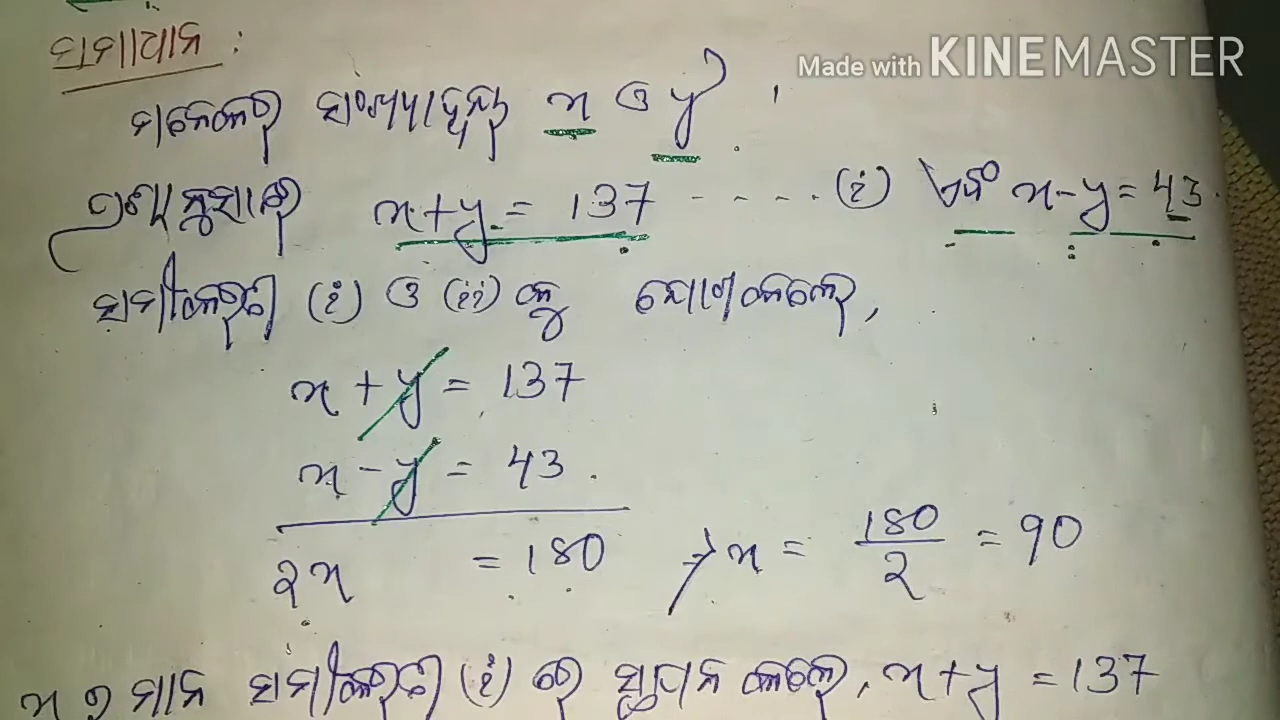 ସମାଧାନ :
Made with KINEMASTER
ମନେକର ସଂଖ୍ୟାଦ୍ୱୟ x ଓ y ।
ପ୍ରଶ୍ନାନୁସାରେ x + y = 137 - - - - . . (i) ଏବଂ x - y = 43 .
ସମୀକରଣ (i) ଓ (ii) କୁ ଯୋଗକଲେ,
x + y = 137
x - y = 43 .
2x = 180 ⇒ x = 180/2 = 90
x ର ମାନ ସମୀକରଣ (i) ରେ ସ୍ଥାପନ କଲେ, x + y = 137